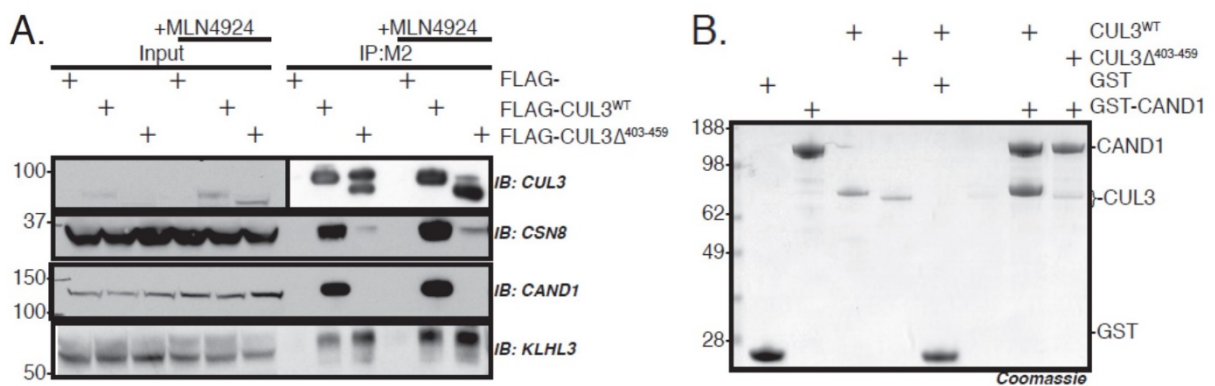 A.
+MLN4924 +MLN4924
Input IP:M2
+ + + FLAG-
+ + + + FLAG-CUL3WT
+ + + + FLAG-CUL3Δ403-459
100 IB: CUL3
37 IB: CSN8
150
100 IB: CAND1
50 IB: KLHL3
B.
+ + + CUL3WT
+ + CUL3Δ403-459
+ + GST
+ + + GST-CAND1
188
98
62
49
28
-CAND1
}-CUL3
-GST
Coomassie